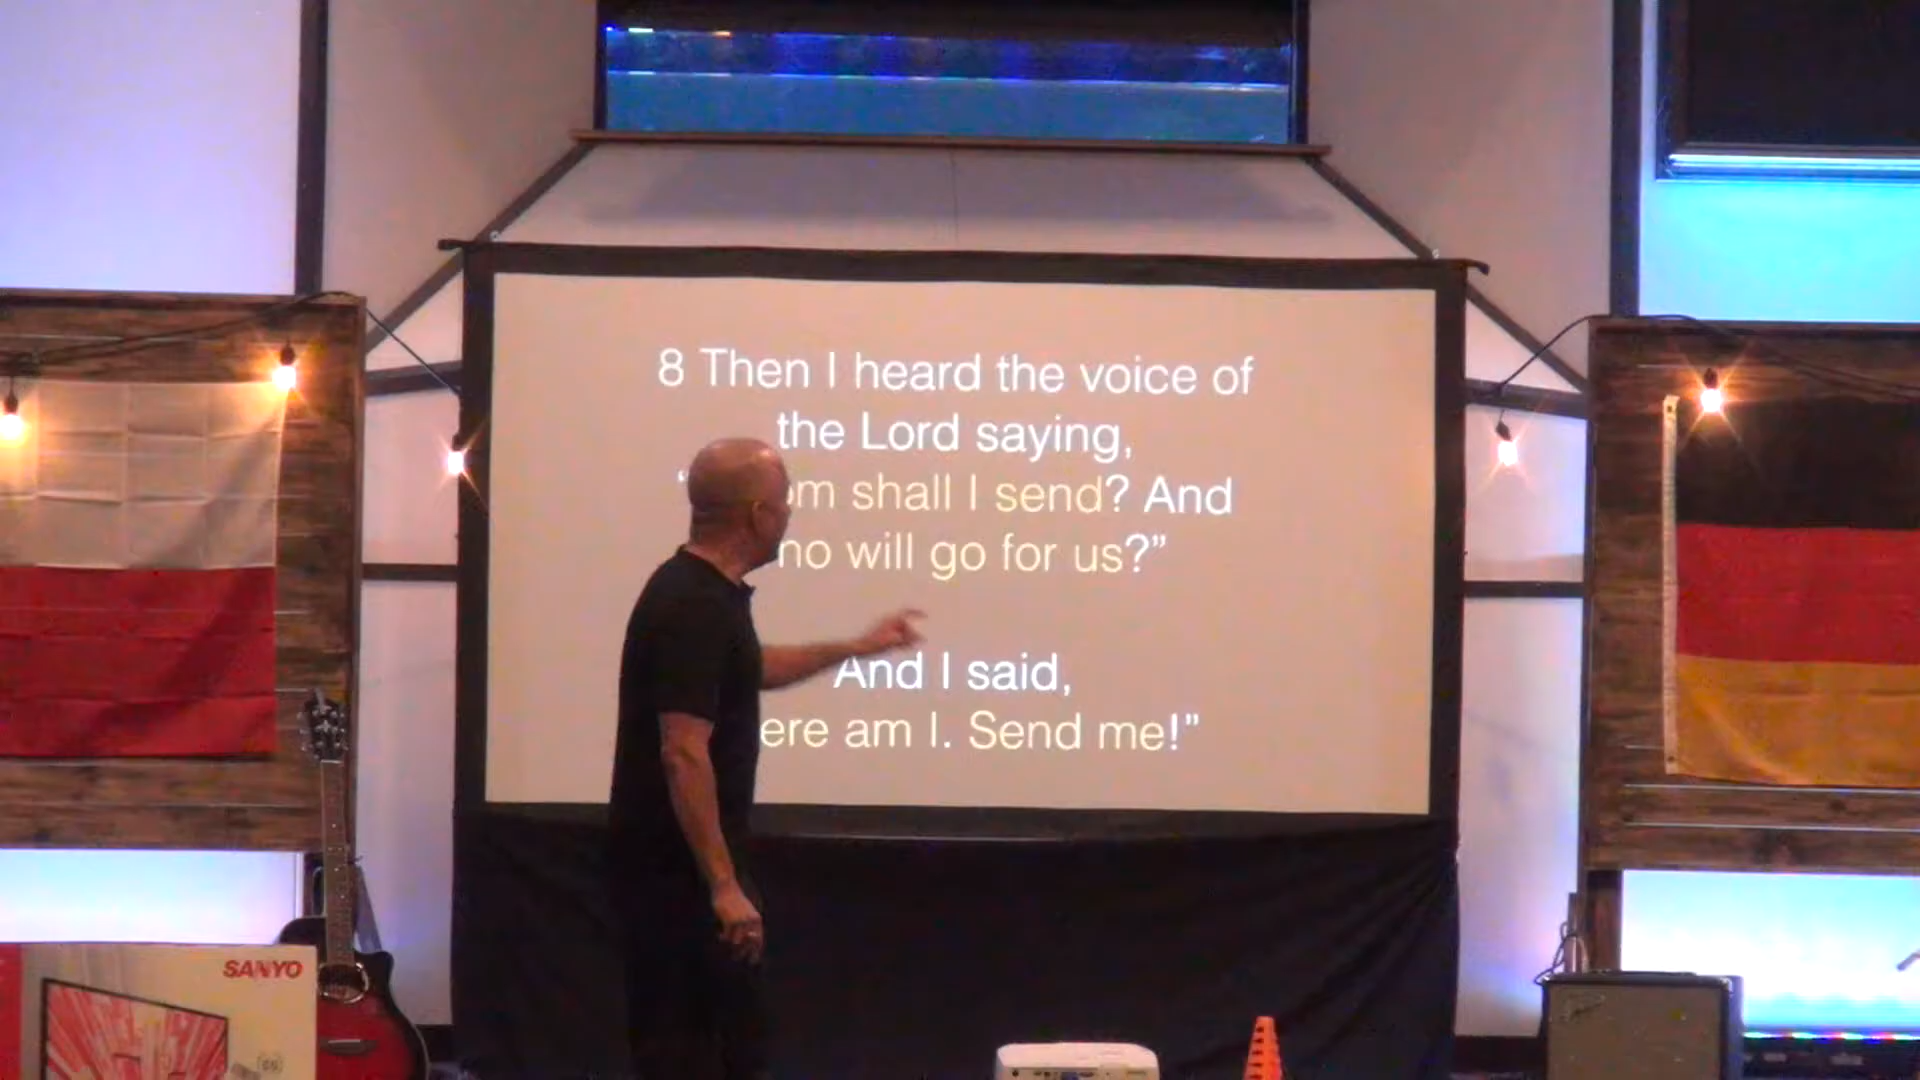 8 Then I heard the voice of
the Lord saying,
shall I send? And
will go for us?”
And I said,
am I. Send me!”
SANYO